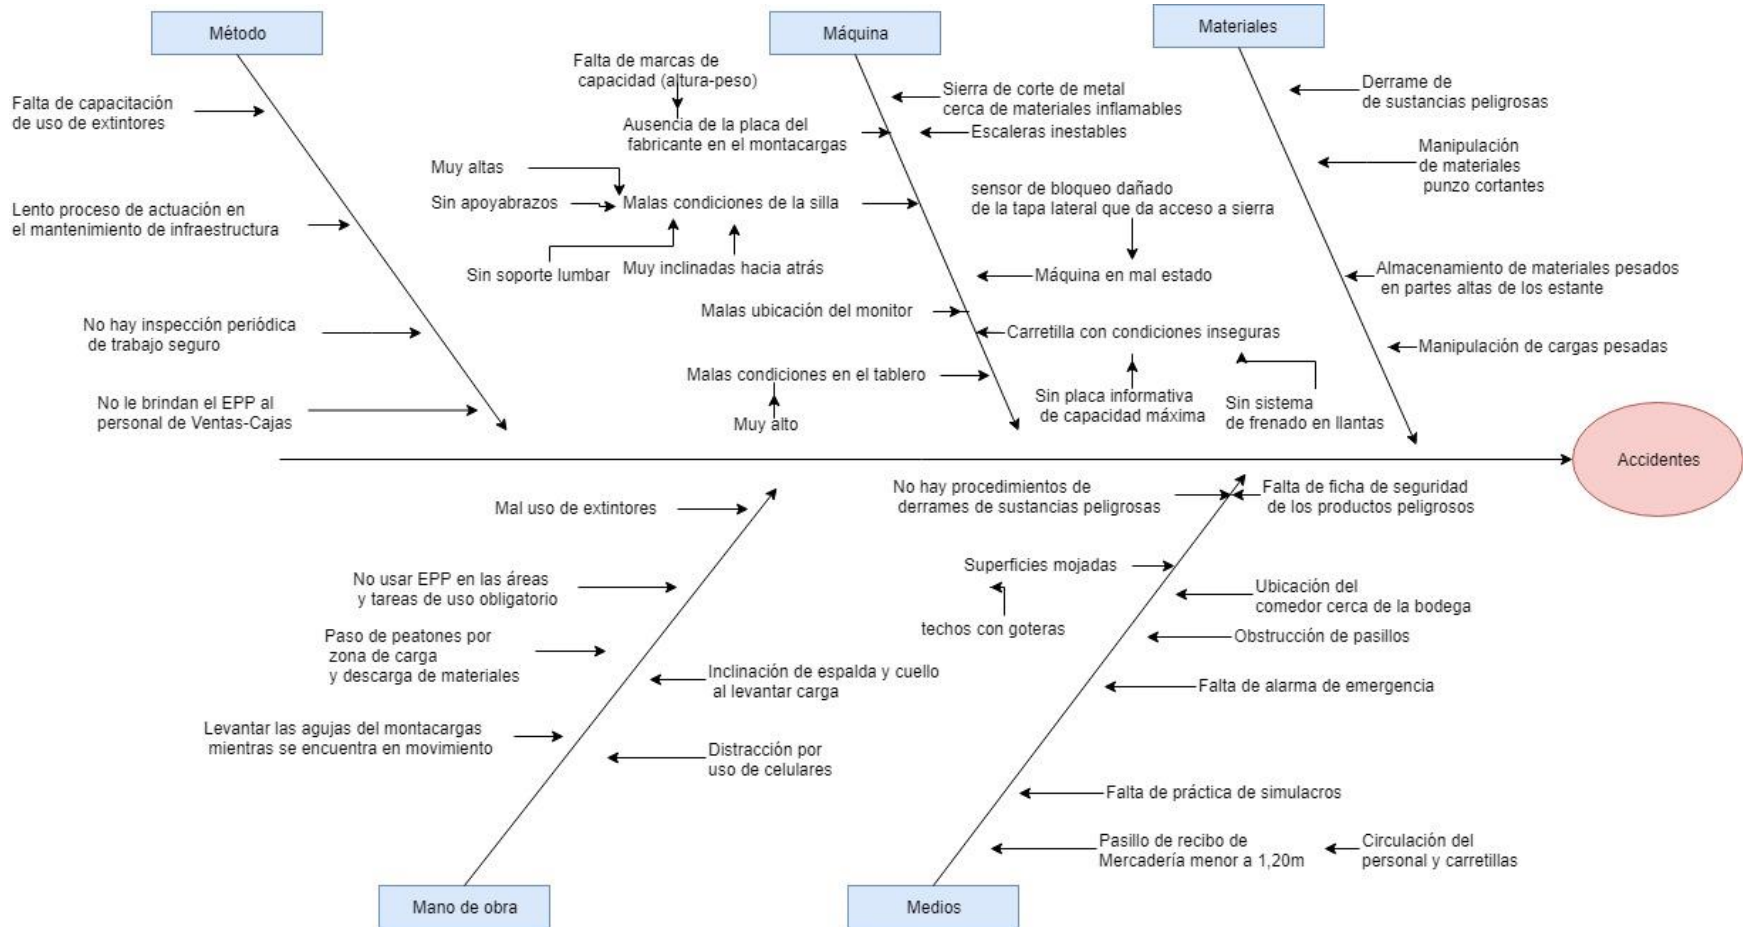 Método
Máquina
Materiales
Falta de capacitación
de uso de extintores
Lento proceso de actuación en
el mantenimiento de infraestructura
No hay inspección periódica
de trabajo seguro
No le brindan el EPP al
personal de Ventas-Cajas
Falta de marcas de
capacidad (altura-peso)
Ausencia de la placa del
fabricante en el montacargas
Muy altas
Sin apoyabrazos
Malas condiciones de la silla
Sin soporte lumbar
Muy inclinadas hacia atrás
Malas ubicación del monitor
Malas condiciones en el tablero
Muy alto
Sierra de corte de metal
cerca de materiales inflamables
Escaleras inestables
sensor de bloqueo dañado
de la tapa lateral que da acceso a sierra
Máquina en mal estado
Carretilla con condiciones inseguras
Sin placa informativa
de capacidad máxima
Sin sistema
de frenado en llantas
Derrame de
de sustancias peligrosas
Manipulación
de materiales
punzo cortantes
Almacenamiento de materiales pesados
en partes altas de los estante
Manipulación de cargas pesadas
Accidentes
Mal uso de extintores
No usar EPP en las áreas
y tareas de uso obligatorio
Paso de peatones por
zona de carga
y descarga de materiales
Levantar las agujas del montacargas
mientras se encuentra en movimiento
Inclinación de espalda y cuello
al levantar carga
Distracción por
uso de celulares
No hay procedimientos de
derrames de sustancias peligrosas
Superficies mojadas
techos con goteras
Falta de ficha de seguridad
de los productos peligrosos
Ubicación del
comedor cerca de la bodega
Obstrucción de pasillos
Falta de alarma de emergencia
Falta de práctica de simulacros
Pasillo de recibo de
Mercadería menor a 1,20m
Circulación del
personal y carretillas
Mano de obra
Medios